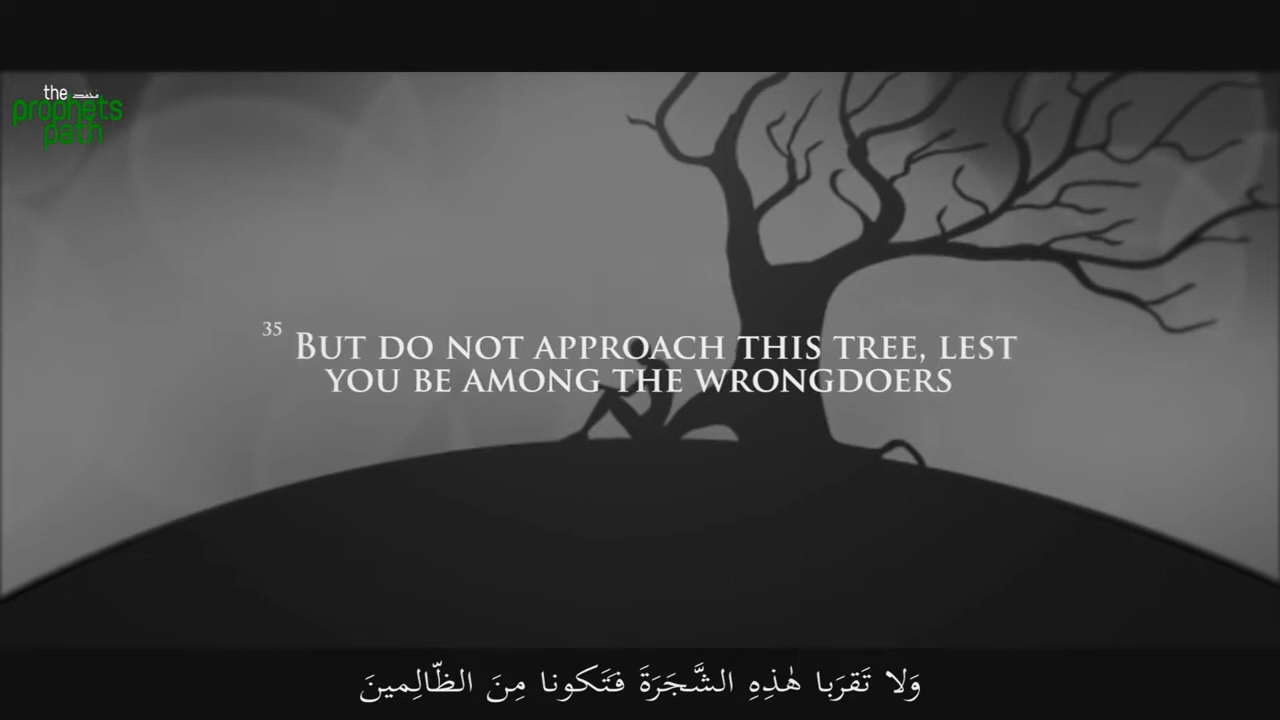 the محمد
prophets
path
35 BUT DO NOT APPROACH THIS TREE, LEST
YOU BE AMONG THE WRONGDOERS
وَلا تَقرَبا هٰذِهِ الشَّجَرَةَ فَتَكونا مِنَ الظّالِمينَ